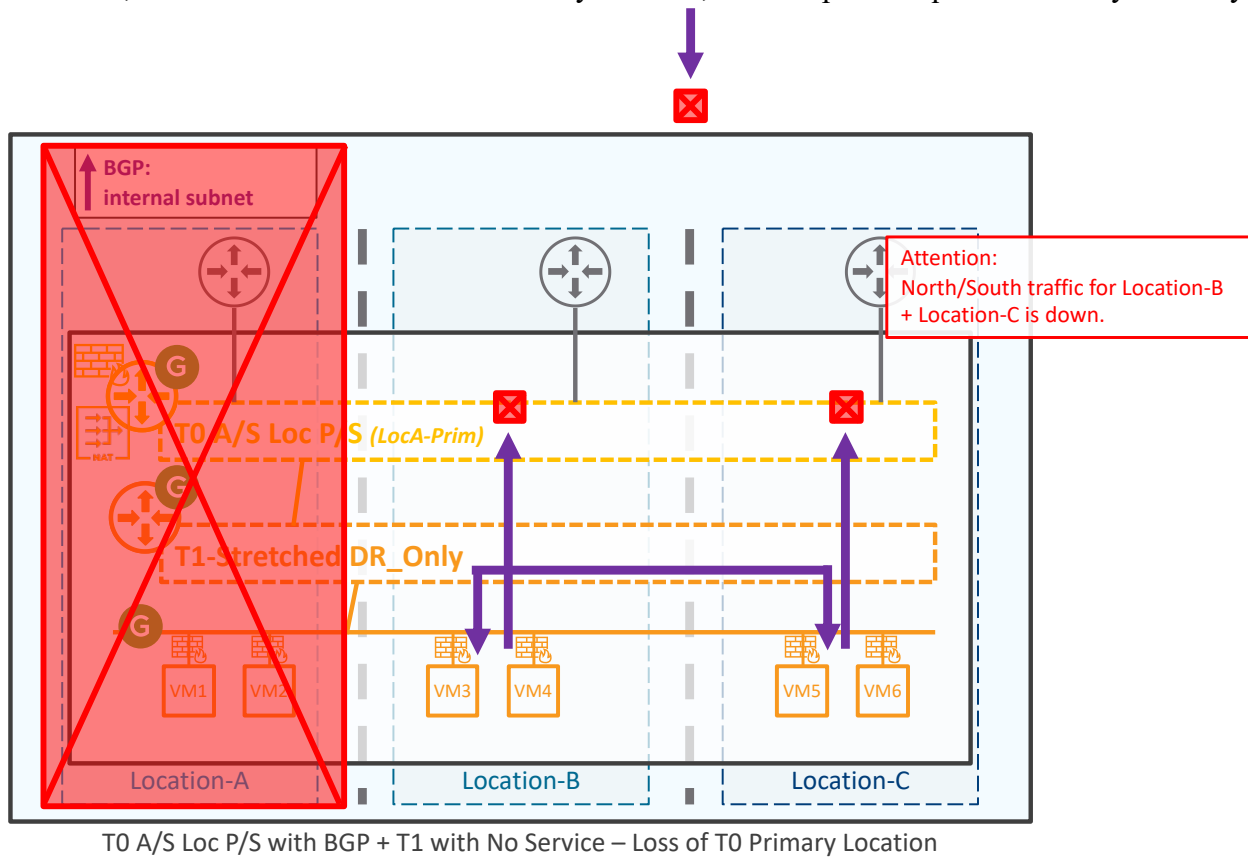 BGP:
internal subnet
Attention:
North/South traffic for Location-B
+ Location-C is down.
G
NAT
T0 A/S Loc P/S (LocA-Prim)
G
T1-Stretched DR_Only
G
VM1 VM2 VM3 VM4 VM5 VM6
Location-A Location-B Location-C
T0 A/S Loc P/S with BGP + T1 with No Service – Loss of T0 Primary Location